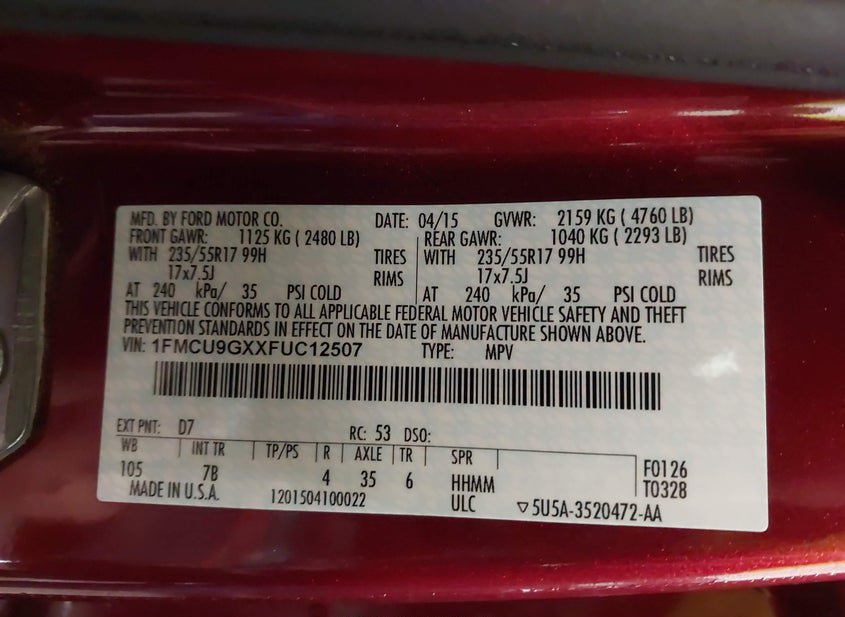 MFD. BY FORD MOTOR CO. DATE: 04/15 GVWR: 2159 KG ( 4760 LB)
FRONT GAWR: 1125 KG ( 2480 LB) REAR GAWR: 1040 KG ( 2293 LB)
WITH 235/55R17 99H TIRES WITH 235/55R17 99H TIRES
17x7.5J RIMS 17x7.5J RIMS
AT 240 kPa/ 35 PSI COLD AT 240 kPa/ 35 PSI COLD
THIS VEHICLE CONFORMS TO ALL APPLICABLE FEDERAL MOTOR VEHICLE SAFETY AND THEFT
PREVENTION STANDARDS IN EFFECT ON THE DATE OF MANUFACTURE SHOWN ABOVE.
VIN: 1FMCU9GXXFUC12507 TYPE: MPV
EXT PNT: D7 RC: 53 DSO:
WB INT TR TP/PS R AXLE TR SPR
105 7B 4 35 6 HHMM F0126
MADE IN U.S.A. 1201504100022 ULC T0328
▽5U5A-3520472-AA